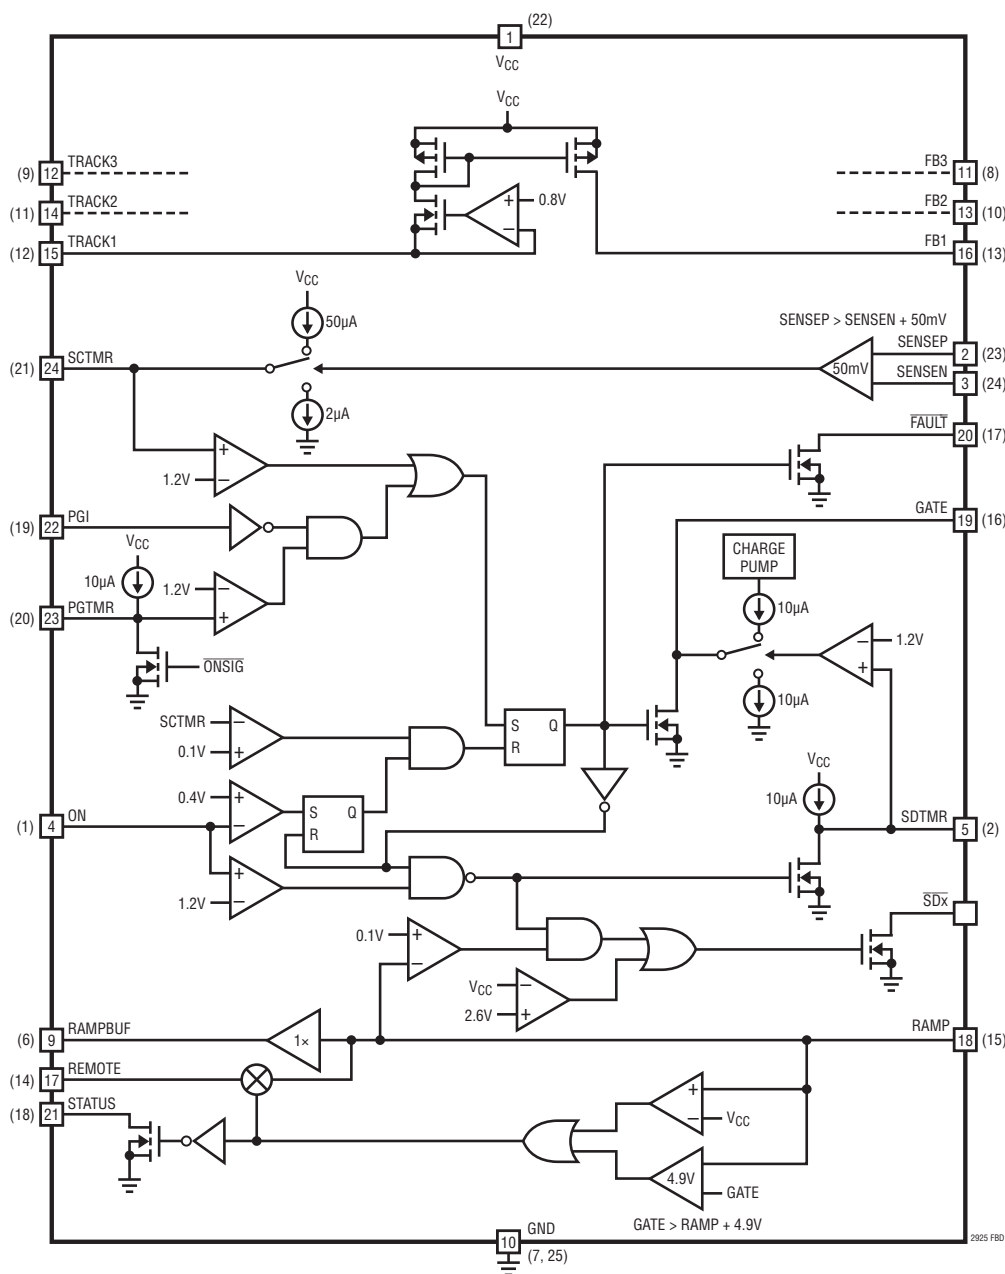 (22)
1
VCC
VCC
(9) 12 TRACK3
FB3 11 (8)
(11) 14 TRACK2
FB2 13 (10)
+ 0.8V
–
(12) 15 TRACK1
FB1 16 (13)
VCC
50µA
SENSEP > SENSEN + 50mV
SENSEP 2 (23)
(21) 24 SCTMR
50mV
SENSEN 3 (24)
2µA
FAULT 20 (17)
+
1.2V –
(19) 22 PGI
GATE 19 (16)
VCC
CHARGE
PUMP
10µA
1.2V –
10µA
(20) 23 PGTMR
+
– 1.2V
+
ONSIG
10µA
SCTMR –
0.1V +
S Q
R
VCC
0.4V +
S Q
10µA
(1) 4 ON
–
R
SDTMR 5 (2)
+
1.2V –
SDx
0.1V +
–
VCC –
2.6V +
(6) 9 RAMPBUF
1×
RAMP 18 (15)
(14) 17 REMOTE
(18) 21 STATUS
+
– VCC
4.9V
GATE
GATE > RAMP + 4.9V
10 GND
(7, 25)
2925 FBD